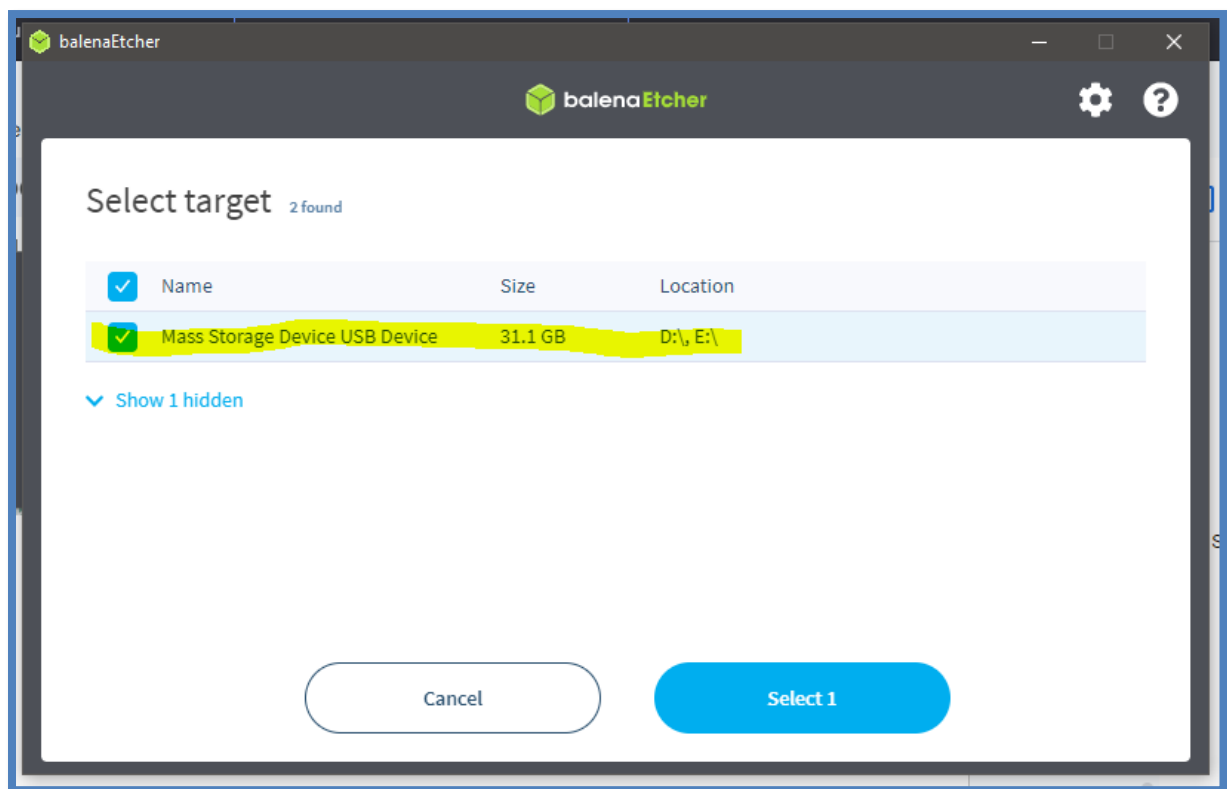 balenaEtcher
balenaEtcher
Select target 2 found
Name Size Location
Mass Storage Device USB Device 31.1 GB D:\, E:\
Show 1 hidden
Cancel Select 1